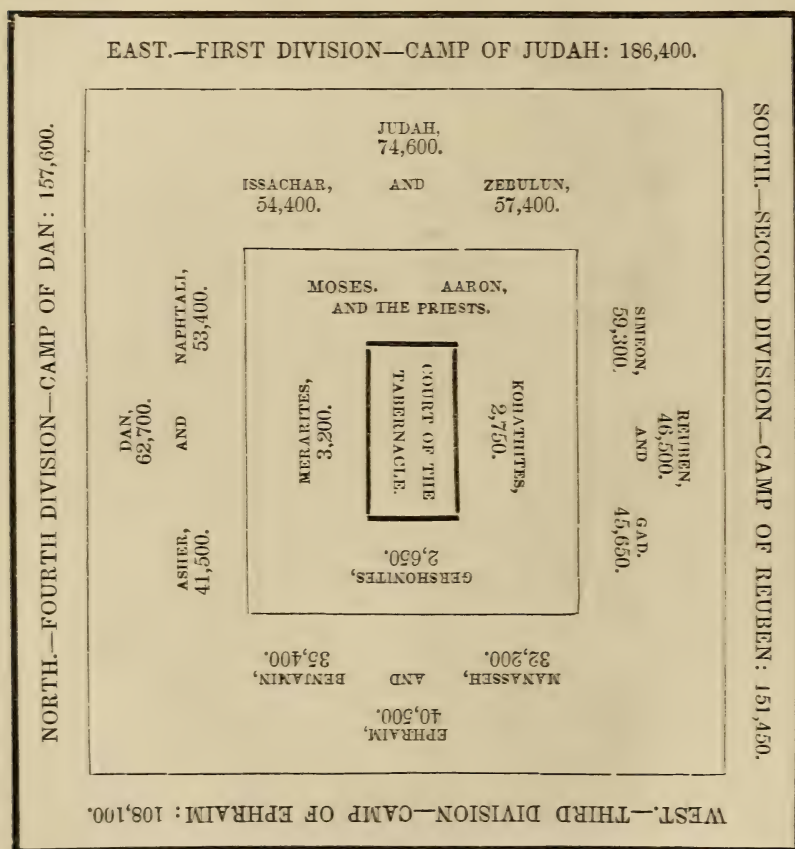 EAST.—FIRST DIVISION—CAMP OF JUDAH: 186,400.
JUDAH,
74,600.
ISSACHAR, AND ZEBULUN,
54,400. 57,400.
SOUTH.—SECOND DIVISION—CAMP OF REUBEN: 151,450.
REUBEN,
46,500.
SIMEON, AND GAD.
59,300. 45,650.
WEST.—THIRD DIVISION—CAMP OF EPHRAIM: 108,100.
EPHRAIM,
40,500.
MANASSEH, AND BENJAMIN,
32,200. 35,400.
NORTH.—FOURTH DIVISION—CAMP OF DAN: 157,600.
DAN,
62,700.
ASHER, AND NAPHTALI,
41,500. 53,400.
MOSES. AARON,
AND THE PRIESTS.
KOHATHITES,
2,750.
GERSHONITES,
2,650.
MERARITES,
3,200.
COURT OF THE
TABERNACLE.